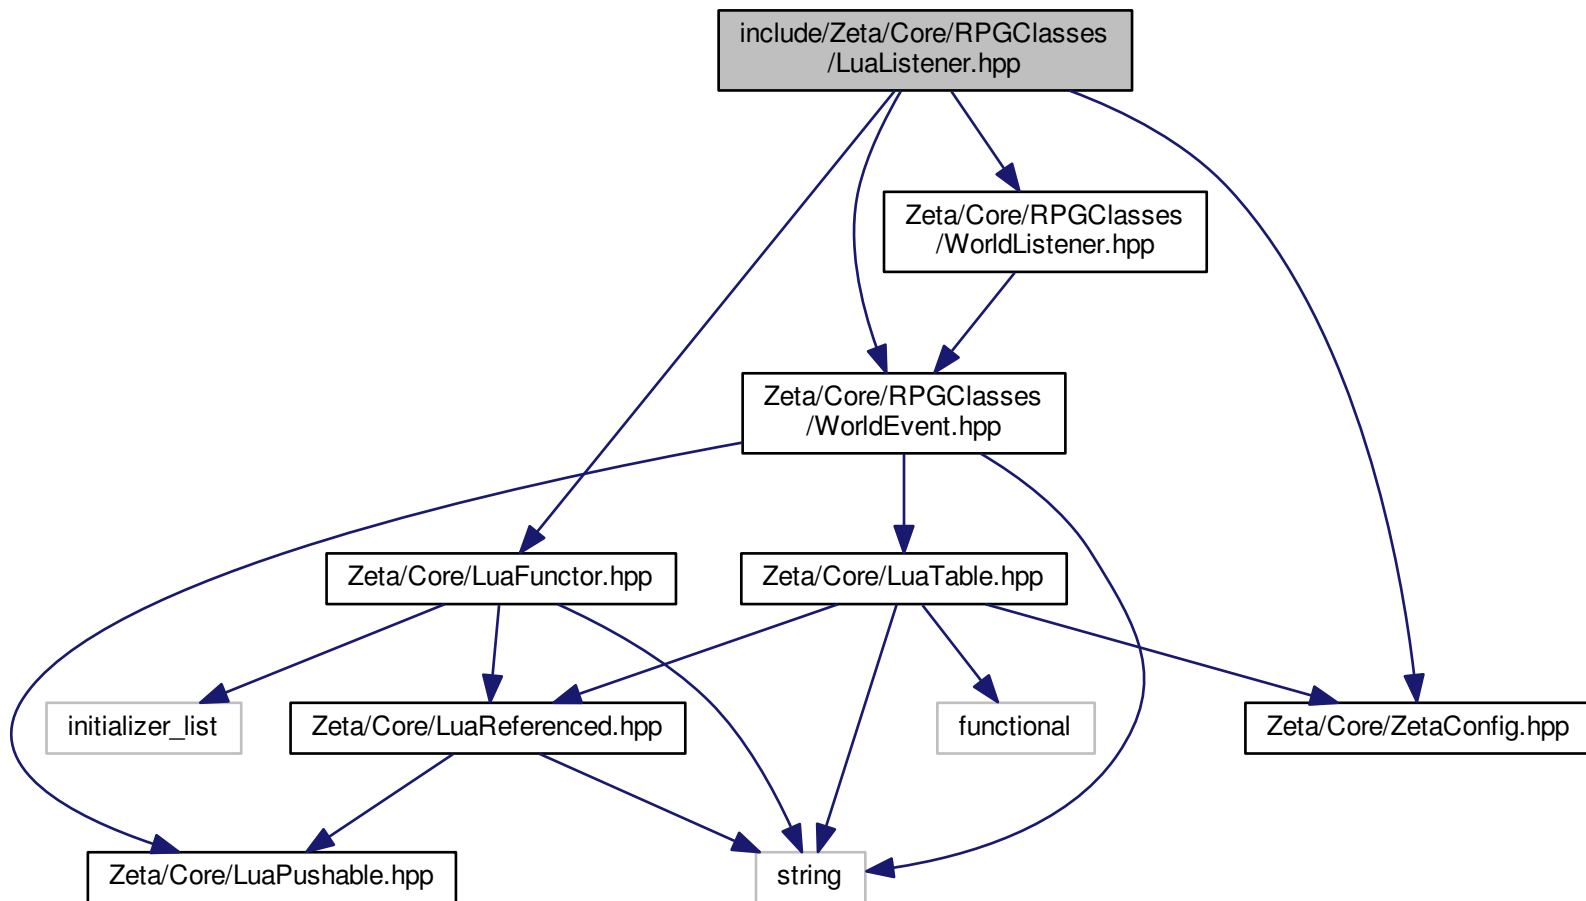 include/Zeta/Core/RPGClasses
/LuaListener.hpp
Zeta/Core/RPGClasses
/WorldListener.hpp
Zeta/Core/RPGClasses
/WorldEvent.hpp
Zeta/Core/LuaFunctor.hpp
Zeta/Core/LuaTable.hpp
initializer_list
Zeta/Core/LuaReferenced.hpp
functional
Zeta/Core/ZetaConfig.hpp
Zeta/Core/LuaPushable.hpp
string